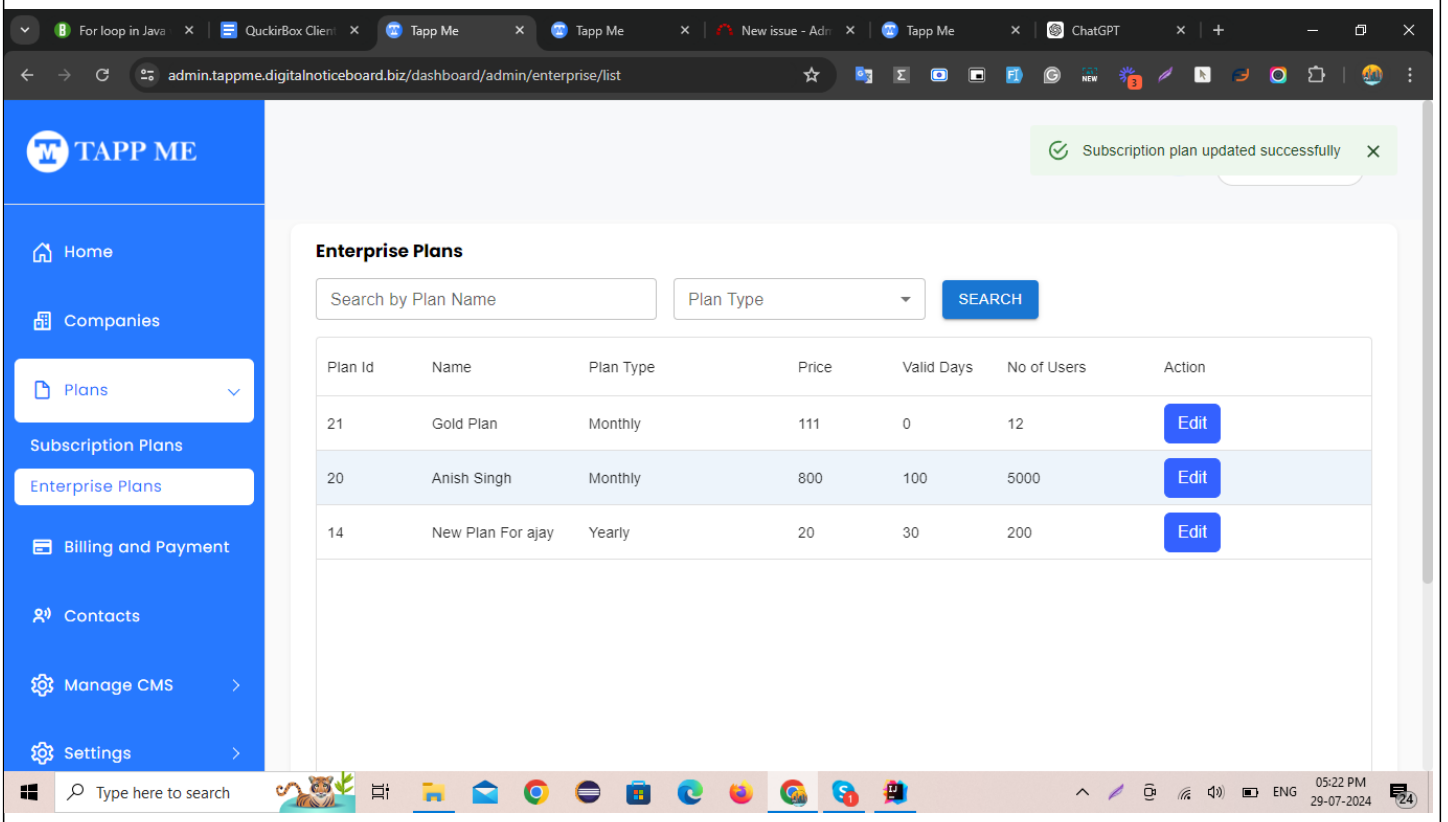 For loop in Java
QuckirBox Client
Tapp Me
Tapp Me
New issue - Adm
Tapp Me
ChatGPT
admin.tappme.digitalnoticeboard.biz/dashboard/admin/enterprise/list
NEW
3
TAPP ME
Subscription plan updated successfully
Home
Companies
Plans
Subscription Plans
Enterprise Plans
Billing and Payment
Contacts
Manage CMS
Settings
Enterprise Plans
Search by Plan Name
Plan Type
SEARCH
Plan Id Name Plan Type Price Valid Days No of Users Action
21 Gold Plan Monthly 111 0 12 Edit
20 Anish Singh Monthly 800 100 5000 Edit
14 New Plan For ajay Yearly 20 30 200 Edit
Type here to search
ENG
05:22 PM
29-07-2024
24